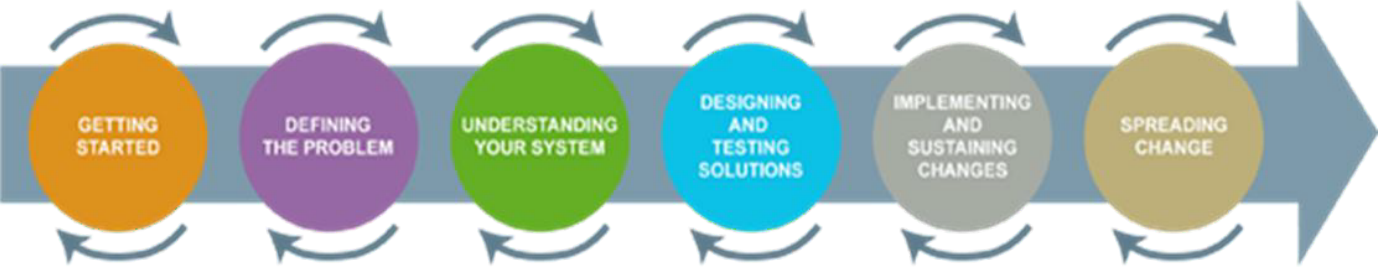 GETTING
STARTED
DEFINING
THE PROBLEM
UNDERSTANDING
YOUR SYSTEM
DESIGNING
AND
TESTING
SOLUTIONS
IMPLEMENTING
AND
SUSTAINING
CHANGES
SPREADING
CHANGE